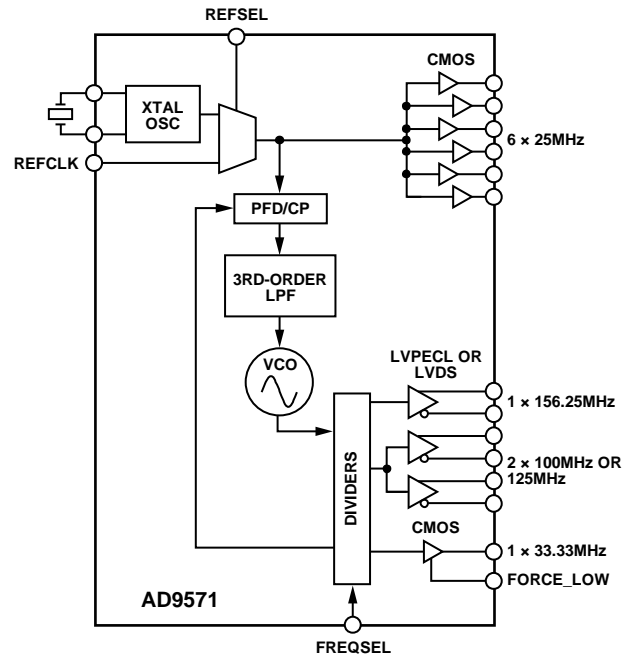 REFSEL
CMOS
XTAL
OSC
6 × 25MHz
REFCLK
PFD/CP
3RD-ORDER
LPF
VCO
LVPECL OR
LVDS
1 × 156.25MHz
DIVIDERS
2 × 100MHz OR
125MHz
CMOS
1 × 33.33MHz
FORCE_LOW
AD9571
FREQSEL